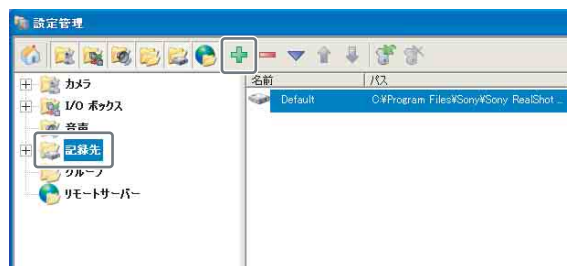 設定管理
名前 パス
カメラ
Default C:¥Program Files¥Sony¥Sony RealShot ...
I/O ボックス
音声
記録先
グループ
リモートサーバー